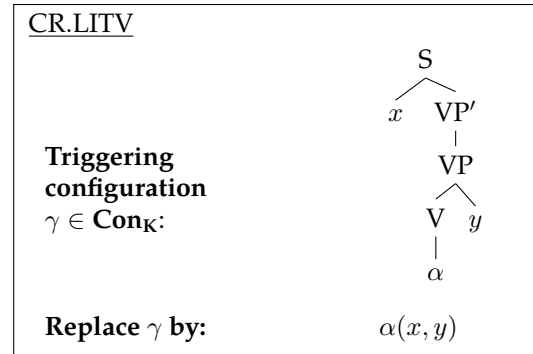 CR.LITV
S
x VP′
VP
Triggering
configuration
γ ∈ Con_K:
V y
α
Replace γ by: α(x, y)